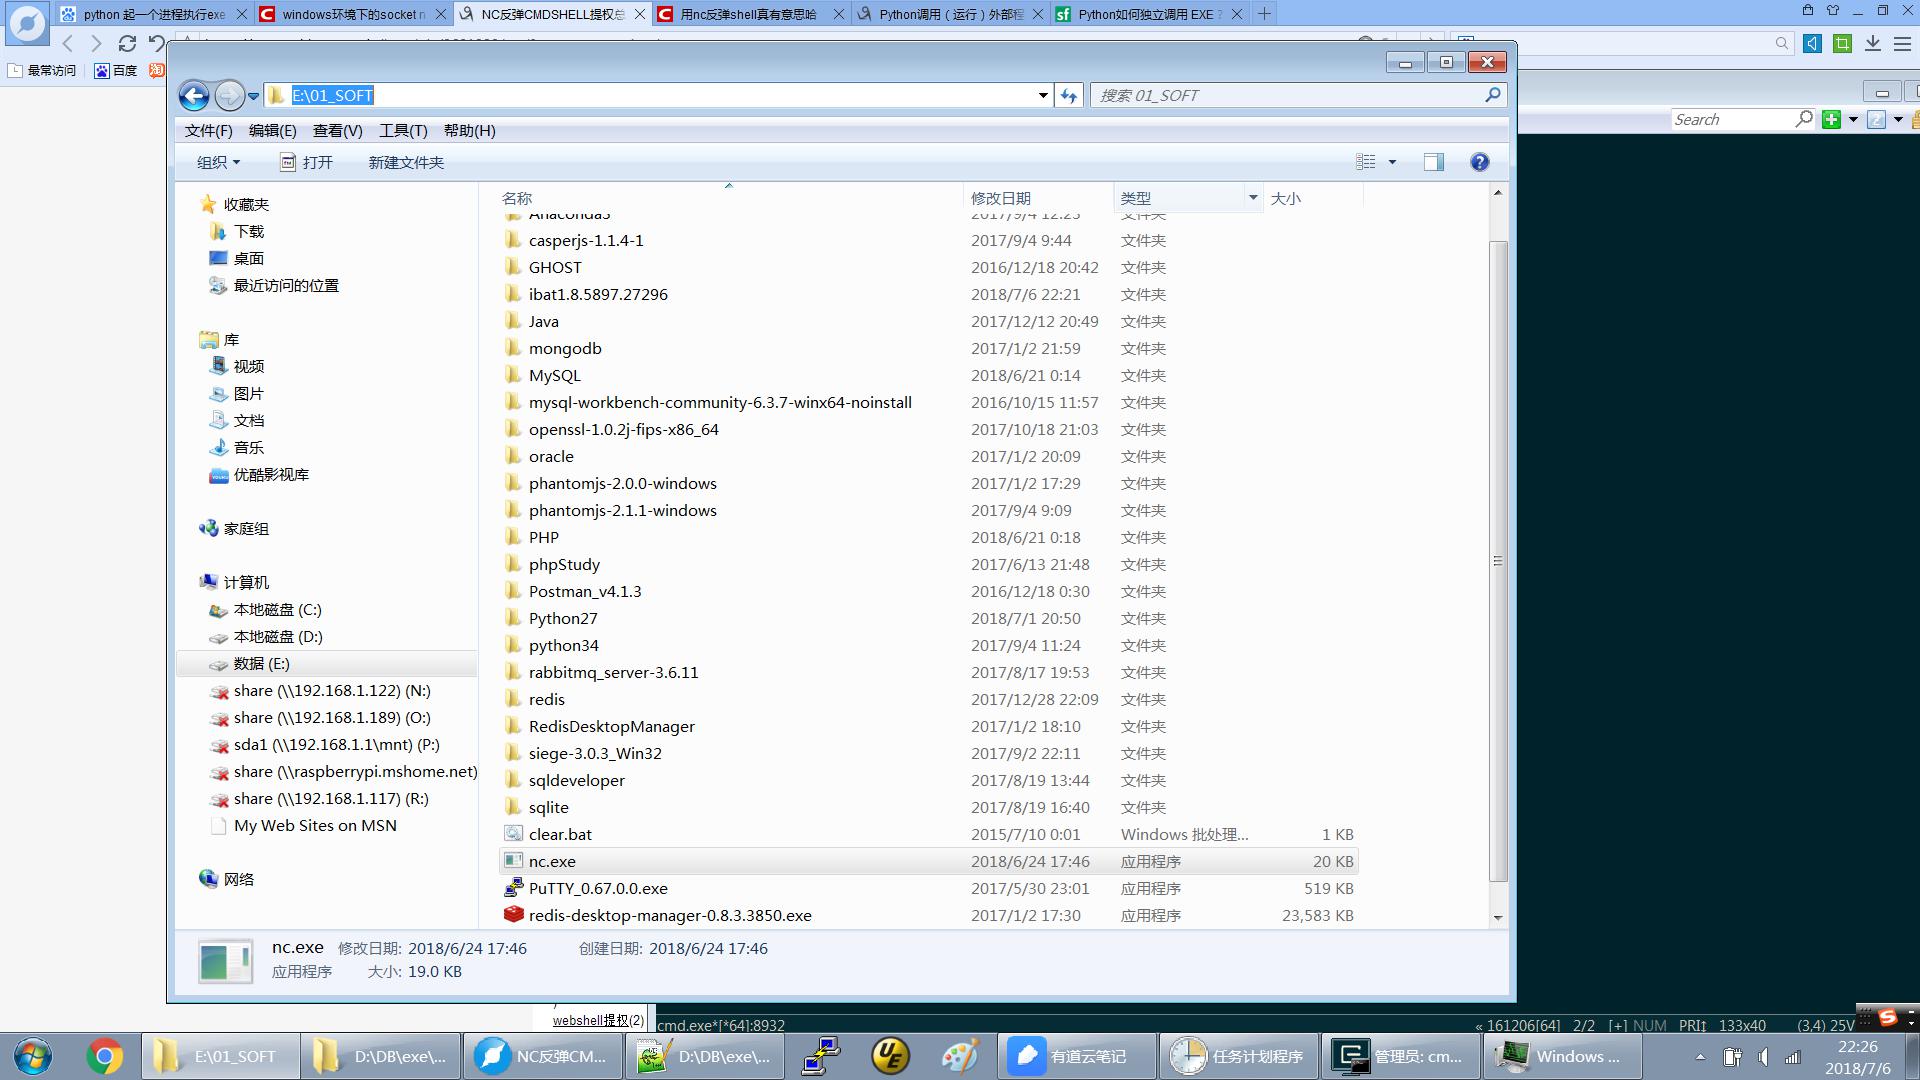 python 起一个进程执行exe
windows环境下的socket n
NC反弹CMDSHELL提权总
用nc反弹shell真有意思哈
Python调用（运行）外部程
Python如何独立调用 EXE ?
最常访问 百度 淘
E:\01_SOFT
搜索 01_SOFT
Search
文件(F) 编辑(E) 查看(V) 工具(T) 帮助(H)
组织 打开 新建文件夹
收藏夹
下载
桌面
最近访问的位置
库
视频
图片
文档
音乐
优酷影视库
家庭组
计算机
本地磁盘 (C:)
本地磁盘 (D:)
数据 (E:)
share (\\192.168.1.122) (N:)
share (\\192.168.1.189) (O:)
sda1 (\\192.168.1.1\mnt) (P:)
share (\\raspberrypi.mshome.net)
share (\\192.168.1.117) (R:)
My Web Sites on MSN
网络
名称 修改日期 类型 大小
Anaconda3 2017/9/4 12:23 文件夹
casperjs-1.1.4-1 2017/9/4 9:44 文件夹
GHOST 2016/12/18 20:42 文件夹
ibat1.8.5897.27296 2018/7/6 22:21 文件夹
Java 2017/12/12 20:49 文件夹
mongodb 2017/1/2 21:59 文件夹
MySQL 2018/6/21 0:14 文件夹
mysql-workbench-community-6.3.7-winx64-noinstall 2016/10/15 11:57 文件夹
openssl-1.0.2j-fips-x86_64 2017/10/18 21:03 文件夹
oracle 2017/1/2 20:09 文件夹
phantomjs-2.0.0-windows 2017/1/2 17:29 文件夹
phantomjs-2.1.1-windows 2017/9/4 9:09 文件夹
PHP 2018/6/21 0:18 文件夹
phpStudy 2017/6/13 21:48 文件夹
Postman_v4.1.3 2016/12/18 0:30 文件夹
Python27 2018/7/1 20:50 文件夹
python34 2017/9/4 11:24 文件夹
rabbitmq_server-3.6.11 2017/8/17 19:53 文件夹
redis 2017/12/28 22:09 文件夹
RedisDesktopManager 2017/1/2 18:10 文件夹
siege-3.0.3_Win32 2017/9/2 22:11 文件夹
sqldeveloper 2017/8/19 13:44 文件夹
sqlite 2017/8/19 16:40 文件夹
clear.bat 2015/7/10 0:01 Windows 批处理... 1 KB
nc.exe 2018/6/24 17:46 应用程序 20 KB
PuTTY_0.67.0.0.exe 2017/5/30 23:01 应用程序 519 KB
redis-desktop-manager-0.8.3.3850.exe 2017/1/2 17:30 应用程序 23,583 KB
nc.exe 修改日期: 2018/6/24 17:46 创建日期: 2018/6/24 17:46
应用程序 大小: 19.0 KB
webshell提权(2)
cmd.exe*[*64]:8932 « 161206[64] 2/2 [+] NUM PRI↕ 133x40 (3,4) 25V
E:\01_SOFT
D:\DB\exe\...
NC反弹CM...
D:\DB\exe\...
有道云笔记
任务计划程序
管理员: cm...
Windows ...
22:26
2018/7/6